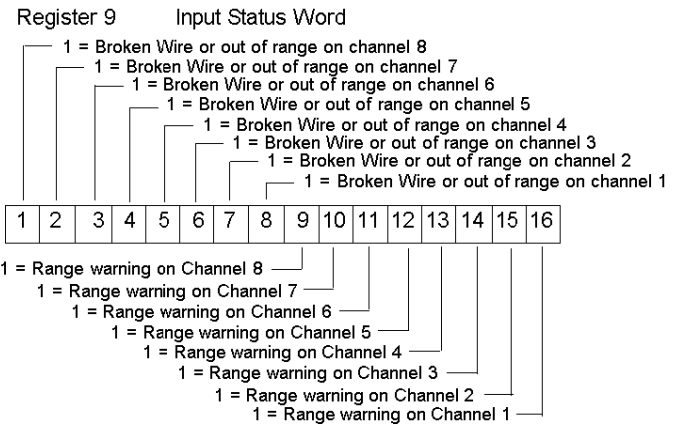 Register 9 Input Status Word
1 = Broken Wire or out of range on channel 8
1 = Broken Wire or out of range on channel 7
1 = Broken Wire or out of range on channel 6
1 = Broken Wire or out of range on channel 5
1 = Broken Wire or out of range on channel 4
1 = Broken Wire or out of range on channel 3
1 = Broken Wire or out of range on channel 2
1 = Broken Wire or out of range on channel 1
1 2 3 4 5 6 7 8 9 10 11 12 13 14 15 16
1 = Range warning on Channel 8
1 = Range warning on Channel 7
1 = Range warning on Channel 6
1 = Range warning on Channel 5
1 = Range warning on Channel 4
1 = Range warning on Channel 3
1 = Range warning on Channel 2
1 = Range warning on Channel 1